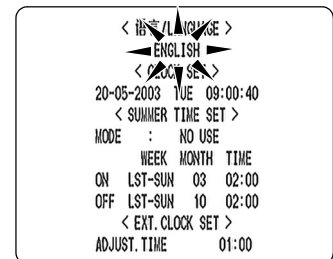 < 语言/LANGUAGE >
ENGLISH
< CLOCK SET >
20-05-2003 TUE 09:00:40
< SUMMER TIME SET >
MODE : NO USE
WEEK MONTH TIME
ON LST-SUN 03 02:00
OFF LST-SUN 10 02:00
< EXT.CLOCK SET >
ADJUST.TIME 01:00